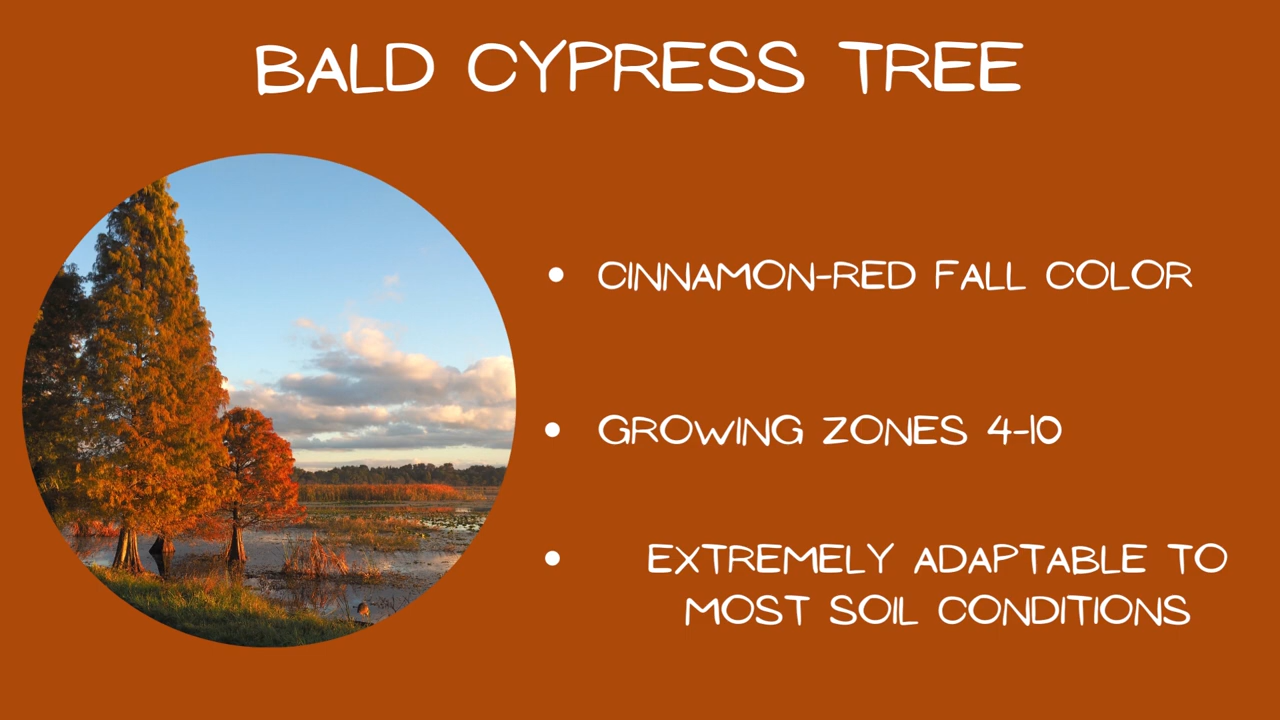 BALD CYPRESS TREE
• CINNAMON-RED FALL COLOR
• GROWING ZONES 4-10
• EXTREMELY ADAPTABLE TO
MOST SOIL CONDITIONS